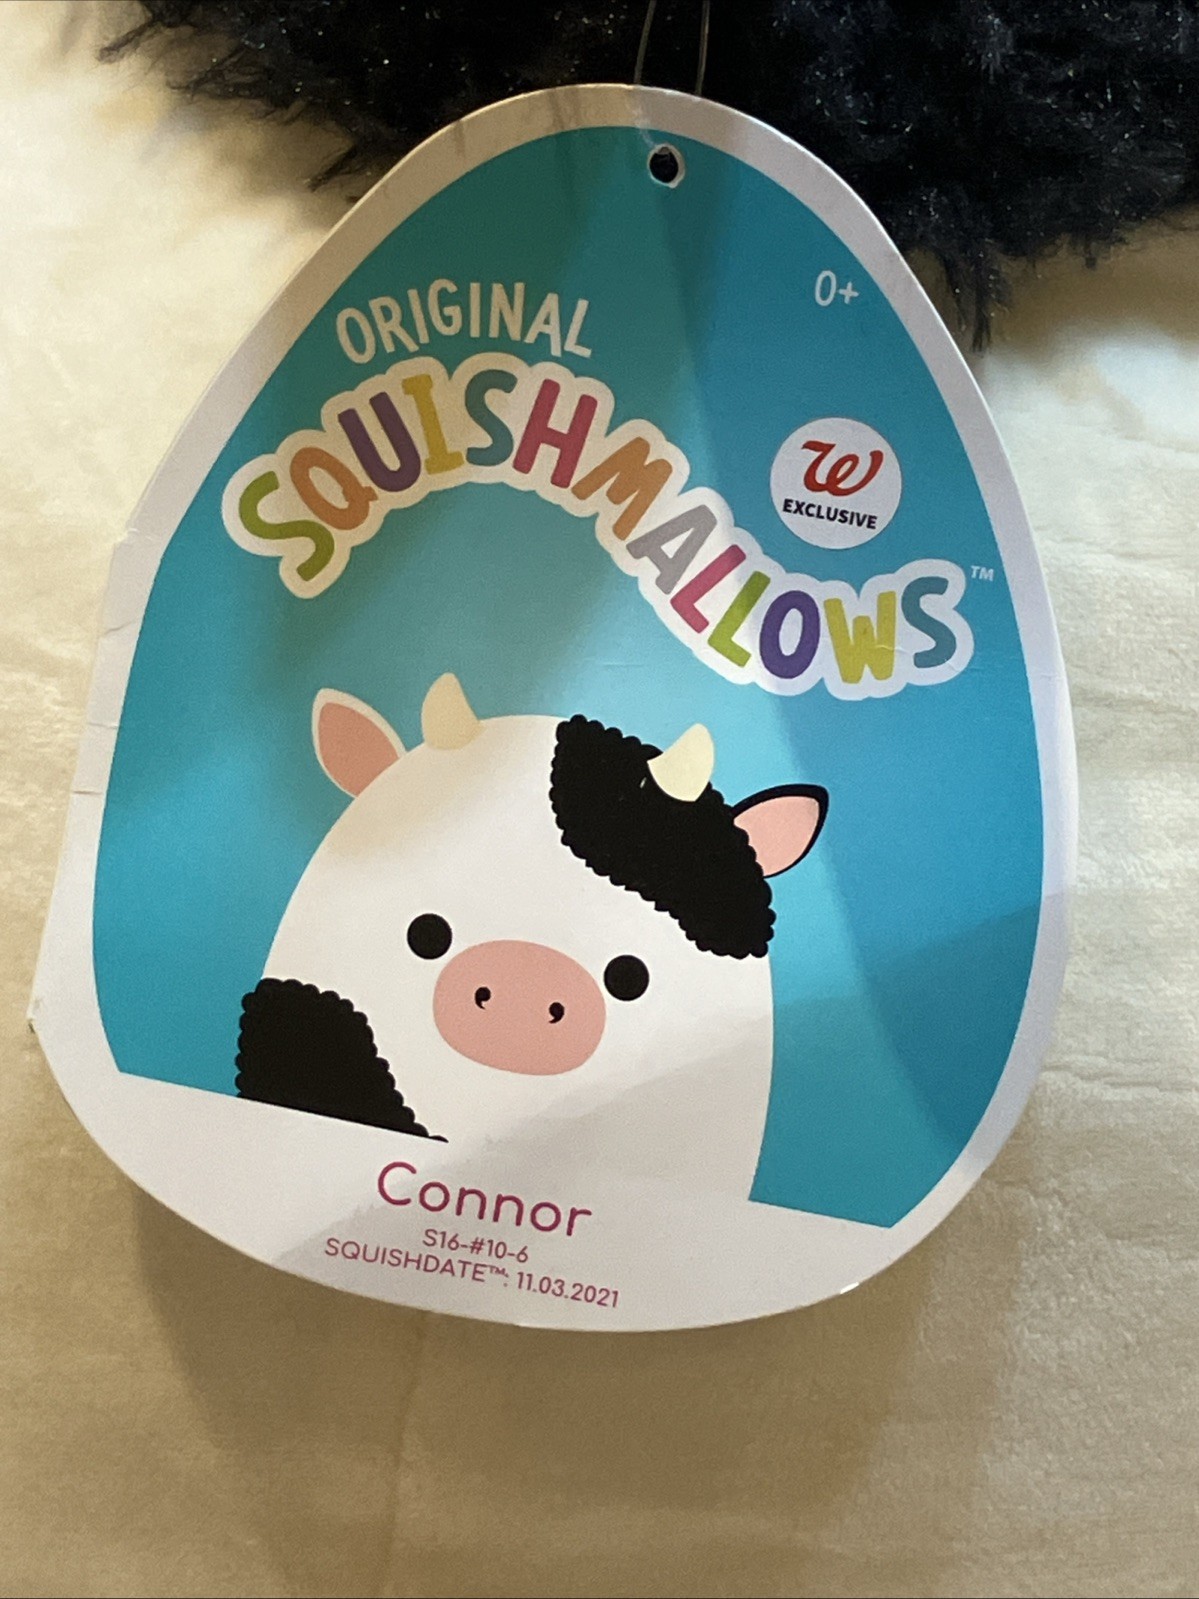 0+
ORIGINAL
SQUISHMALLOWS™
W
EXCLUSIVE
Connor
S16-#10-6
SQUISHDATE™: 11.03.2021